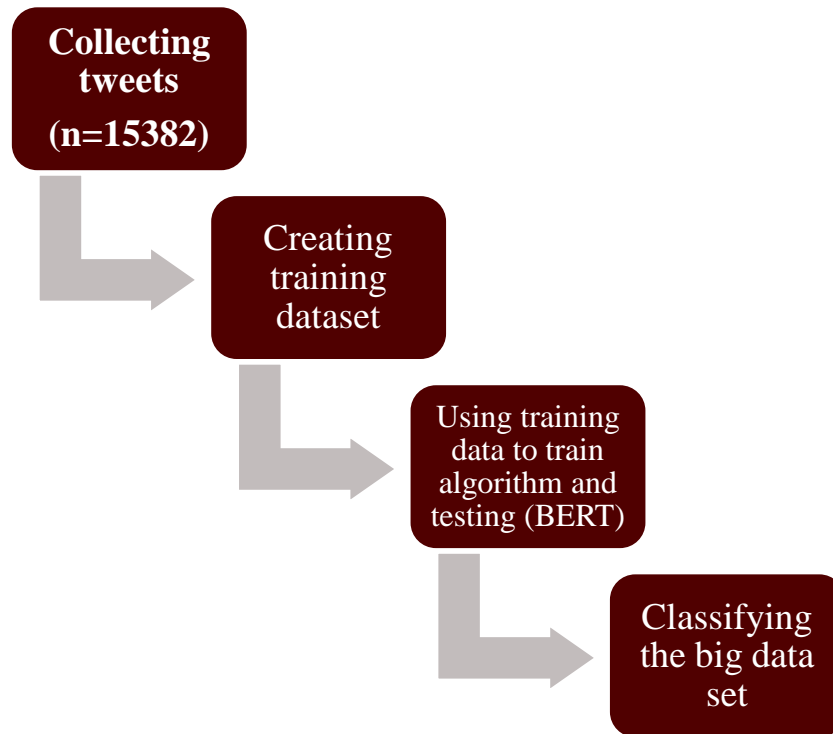 Collecting
tweets
(n=15382)
Creating
training
dataset
Using training
data to train
algorithm and
testing (BERT)
Classifying
the big data
set